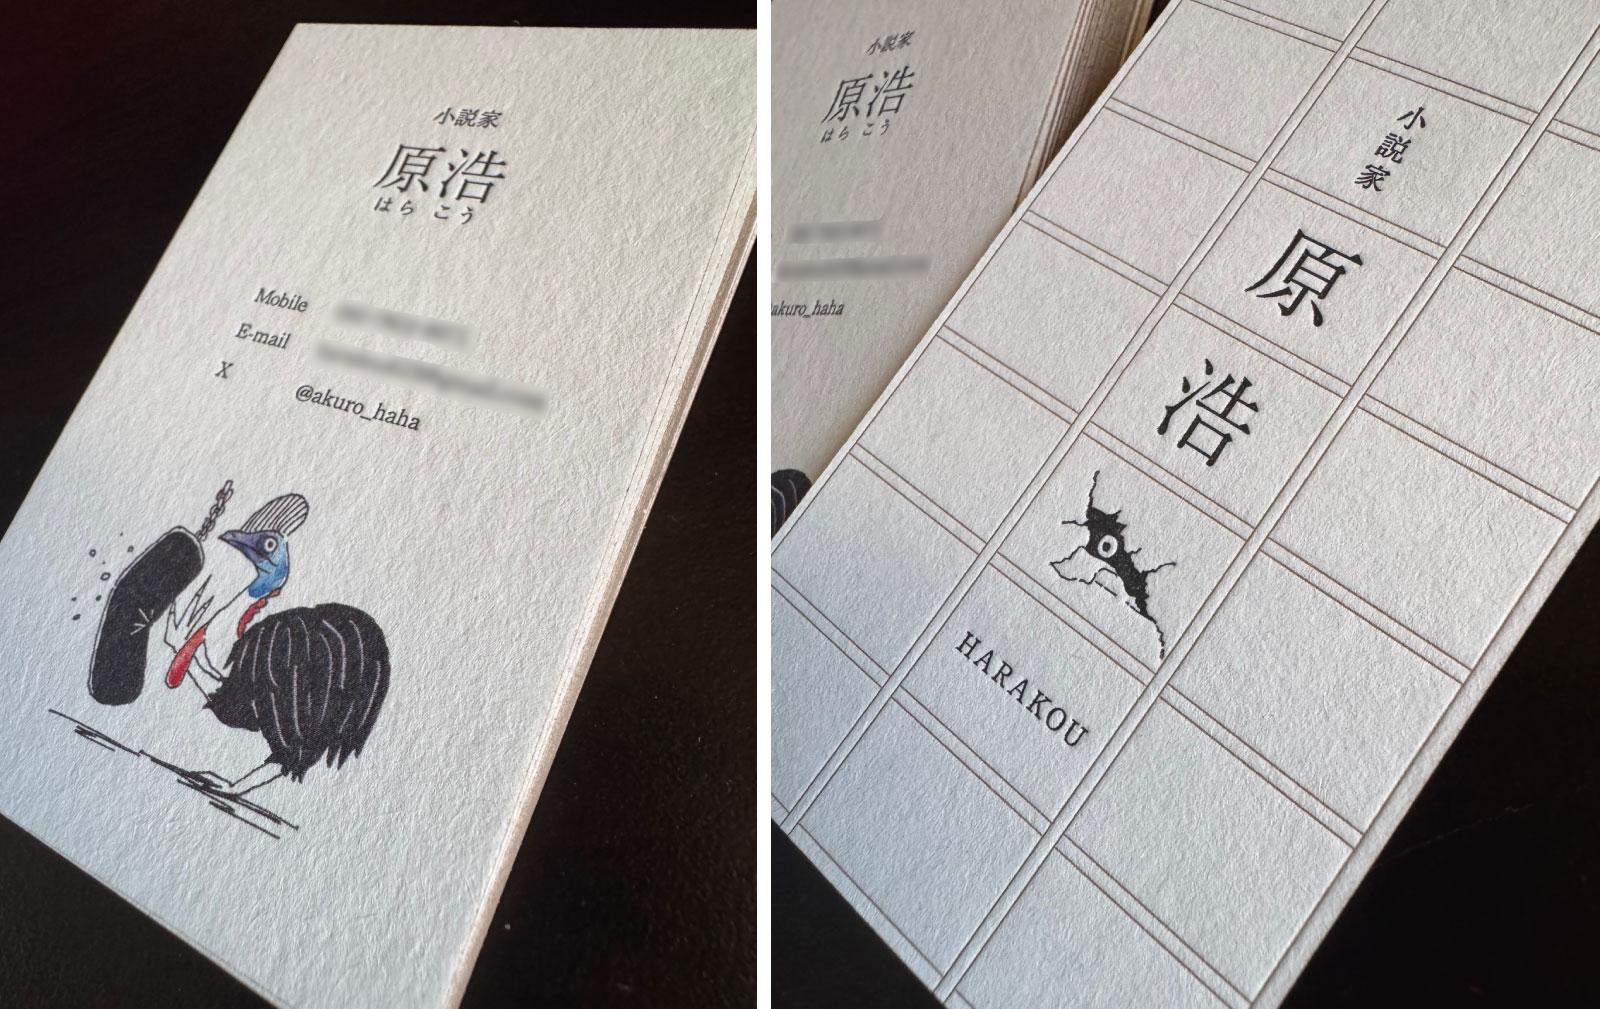 小説家
原浩
はら こう
Mobile
E-mail
X @akuro_haha
小説家
原浩
はら こう
akuro_haha
小説家
原
浩
HARAKOU